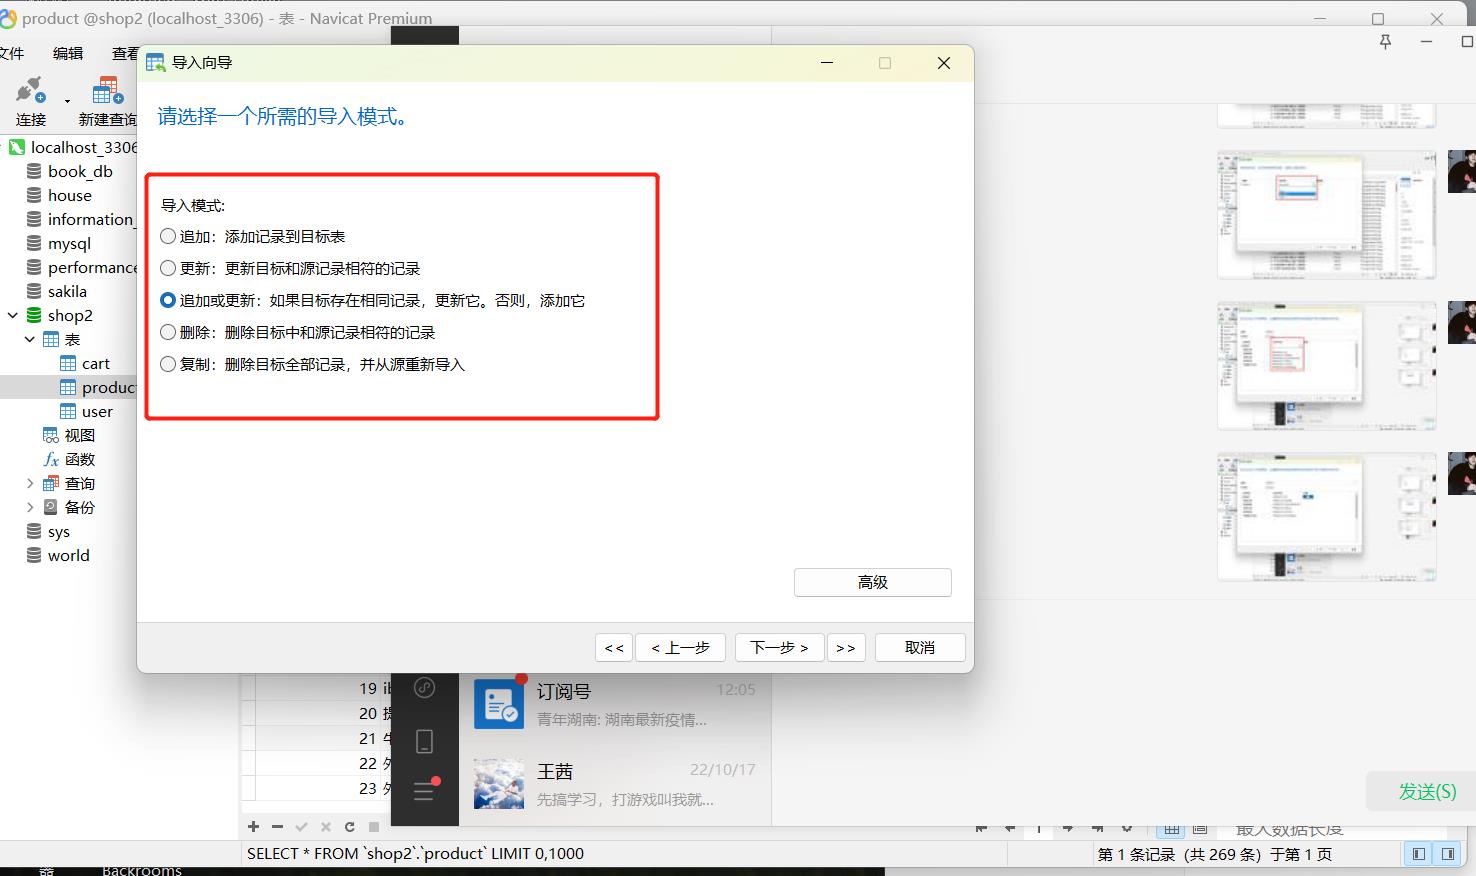 product @shop2 (localhost_3306) - 表 - Navicat Premium
文件 编辑 查看
连接 新建查询
localhost_3306
book_db
house
information_
mysql
performance
sakila
shop2
表
cart
product
user
视图
fx 函数
查询
备份
sys
world
导入向导
请选择一个所需的导入模式。
导入模式:
追加：添加记录到目标表
更新：更新目标和源记录相符的记录
追加或更新：如果目标存在相同记录，更新它。否则，添加它
删除：删除目标中和源记录相符的记录
复制：删除目标全部记录，并从源重新导入
高级
<< < 上一步 下一步 > >> 取消
19
20
21
22
23
订阅号 12:05
青年湖南: 湖南最新疫情...
王茜 22/10/17
先搞学习，打游戏叫我就...
发送(S)
1
最大数据长度
SELECT * FROM `shop2`.`product` LIMIT 0,1000
第 1 条记录 (共 269 条) 于第 1 页
Backrooms